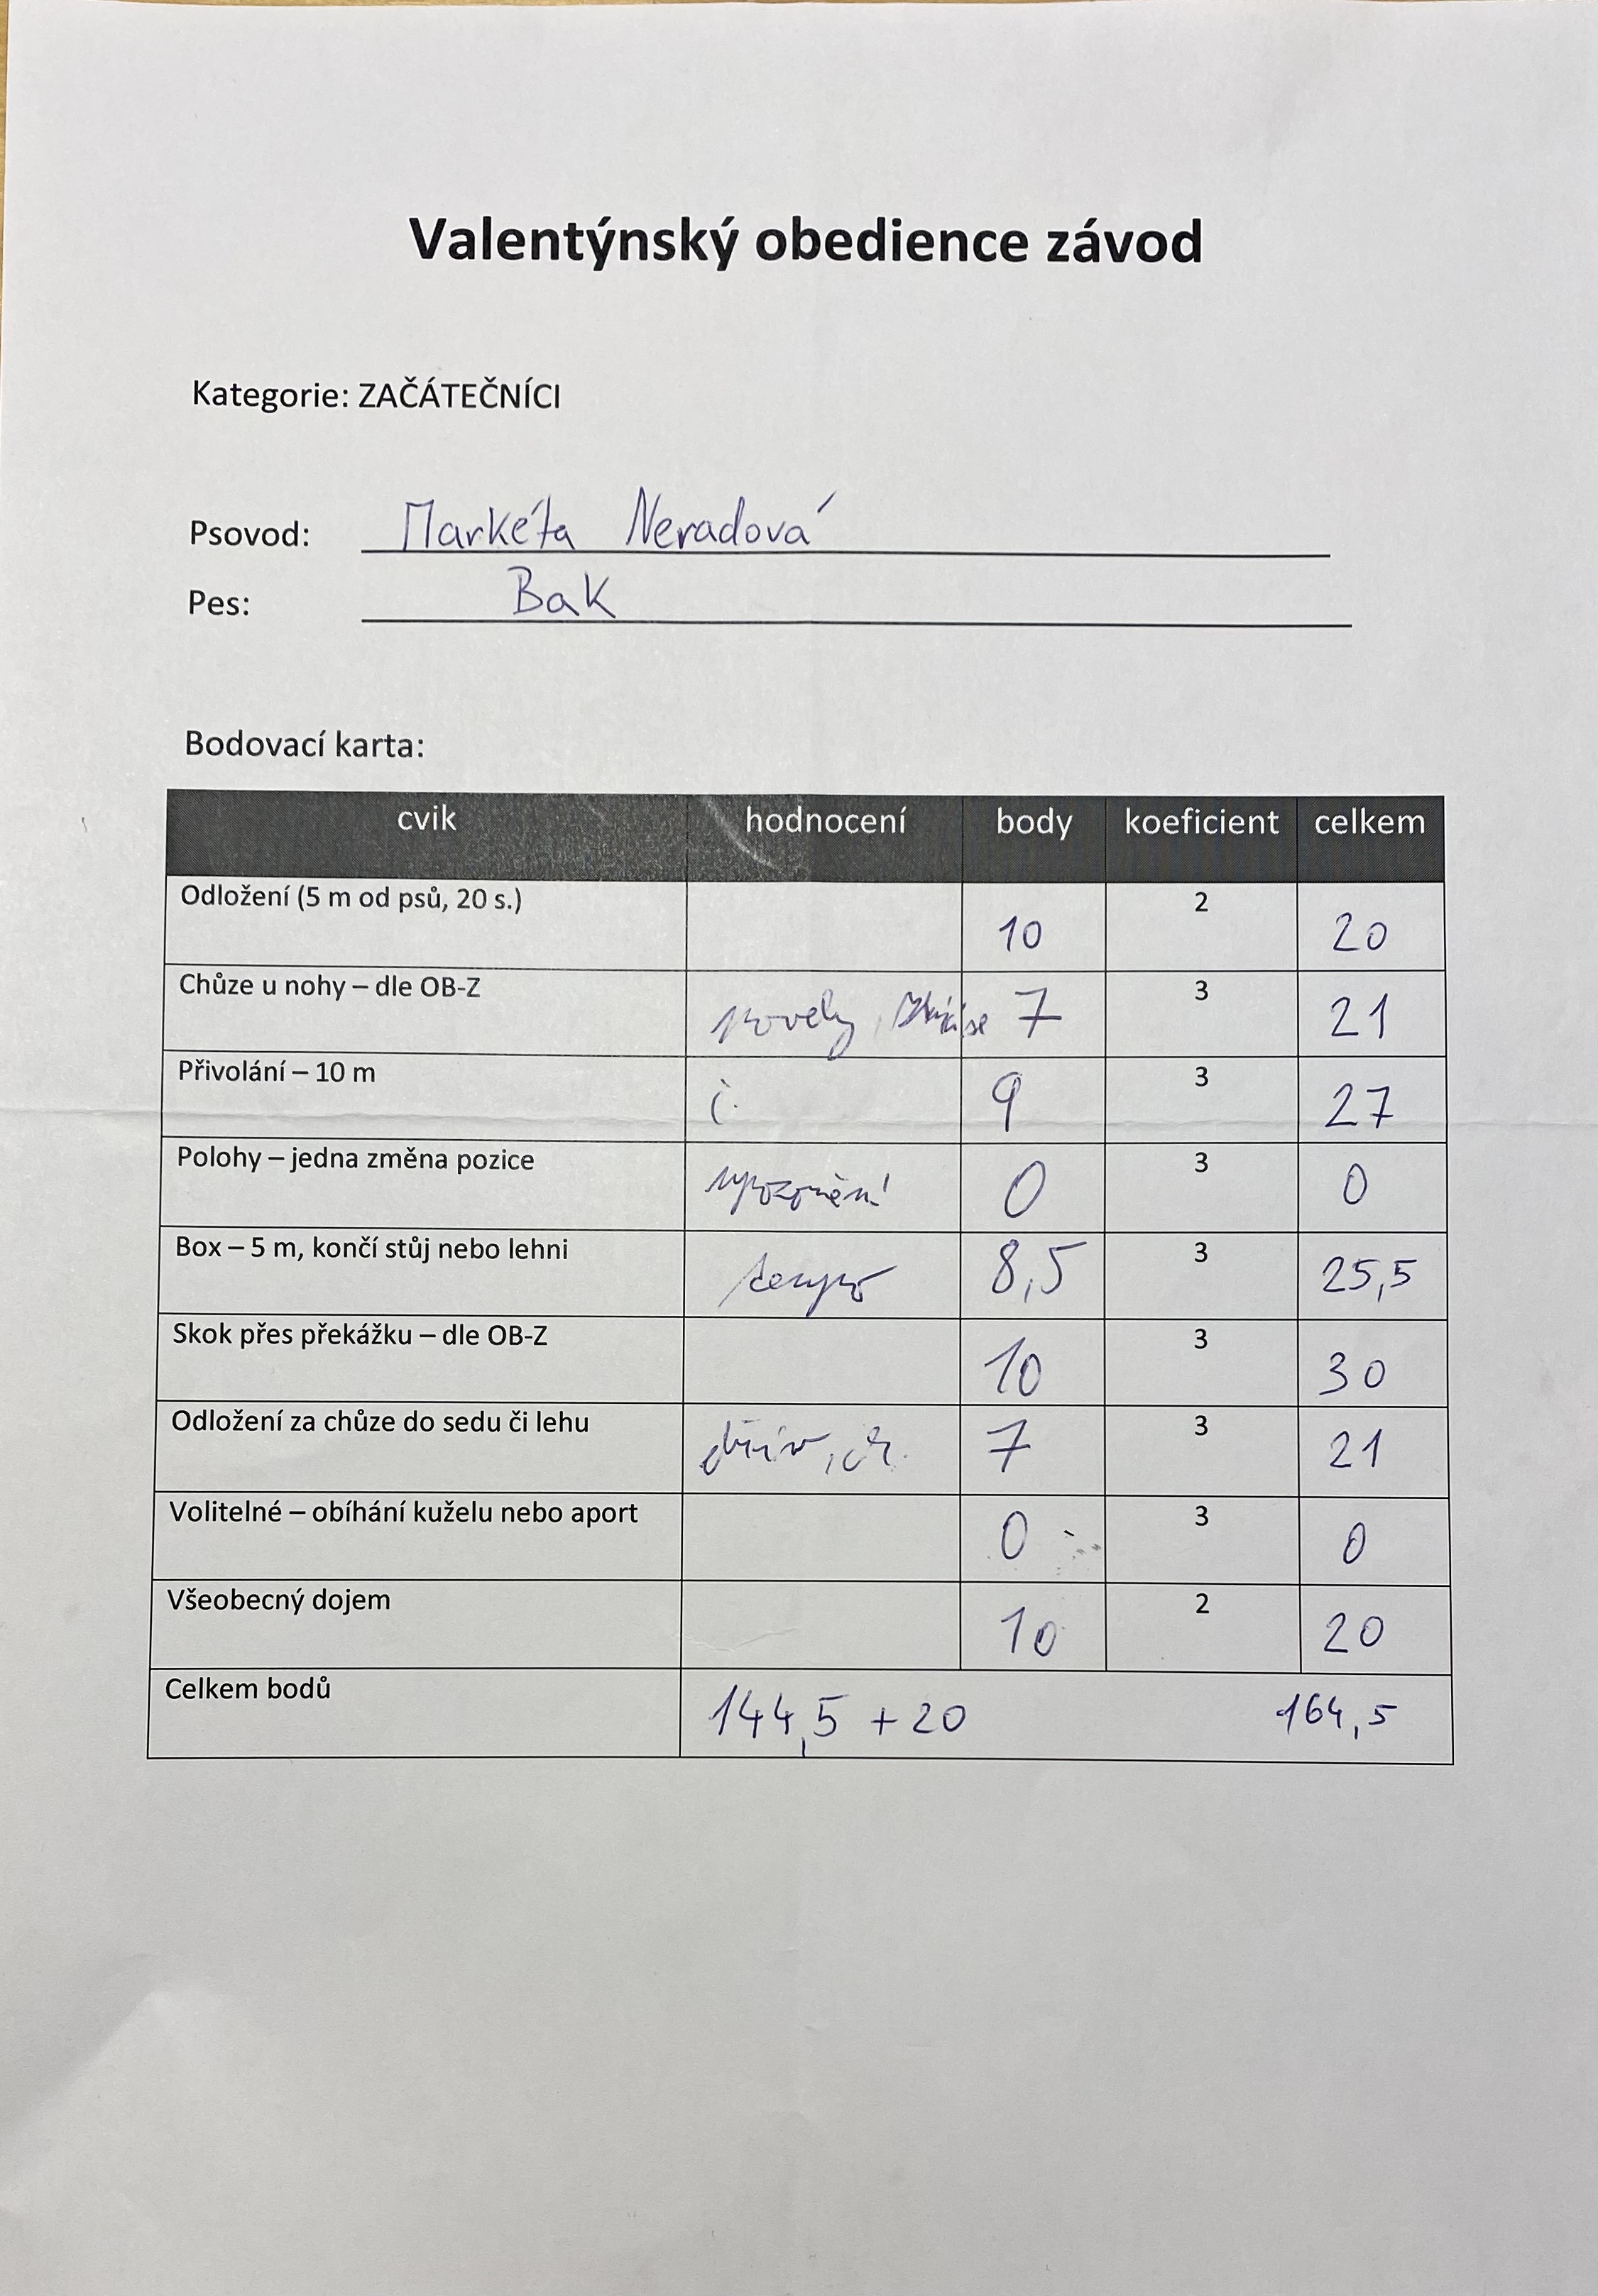 Valentýnský obedience závod
Kategorie: ZAČÁTEČNÍCI
Psovod: Markéta Neradová
Pes: Bak
Bodovací karta:
cvik hodnocení body koeficient celkem
Odložení (5 m od psů, 20 s.) 10 2 20
Chůze u nohy – dle OB-Z povely, 7 3 21
Přivolání – 10 m 9 3 27
Polohy – jedna změna pozice upozornění 0 3 0
Box – 5 m, končí stůj nebo lehni tempo 8,5 3 25,5
Skok přes překážku – dle OB-Z 10 3 30
Odložení za chůze do sedu či lehu 7 3 21
Volitelné – obíhání kuželu nebo aport 0 3 0
Všeobecný dojem 10 2 20
Celkem bodů 144,5 + 20 164,5